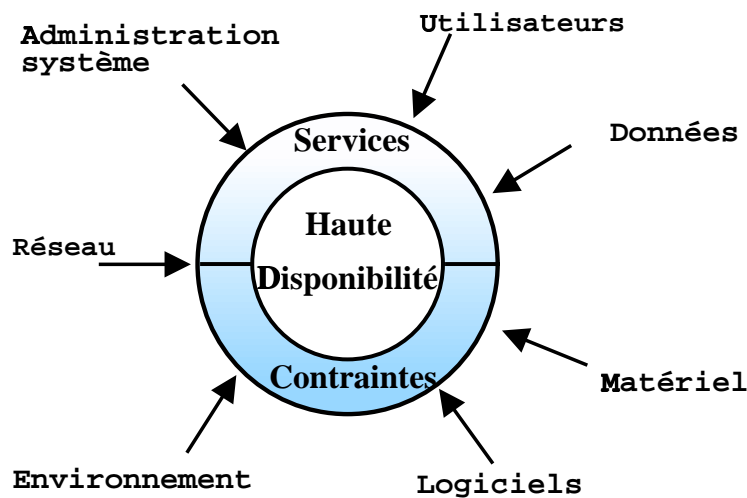 Administration
système
Utilisateurs
Services
Données
Haute
Disponibilité
Réseau
Contraintes
Matériel
Environnement
Logiciels